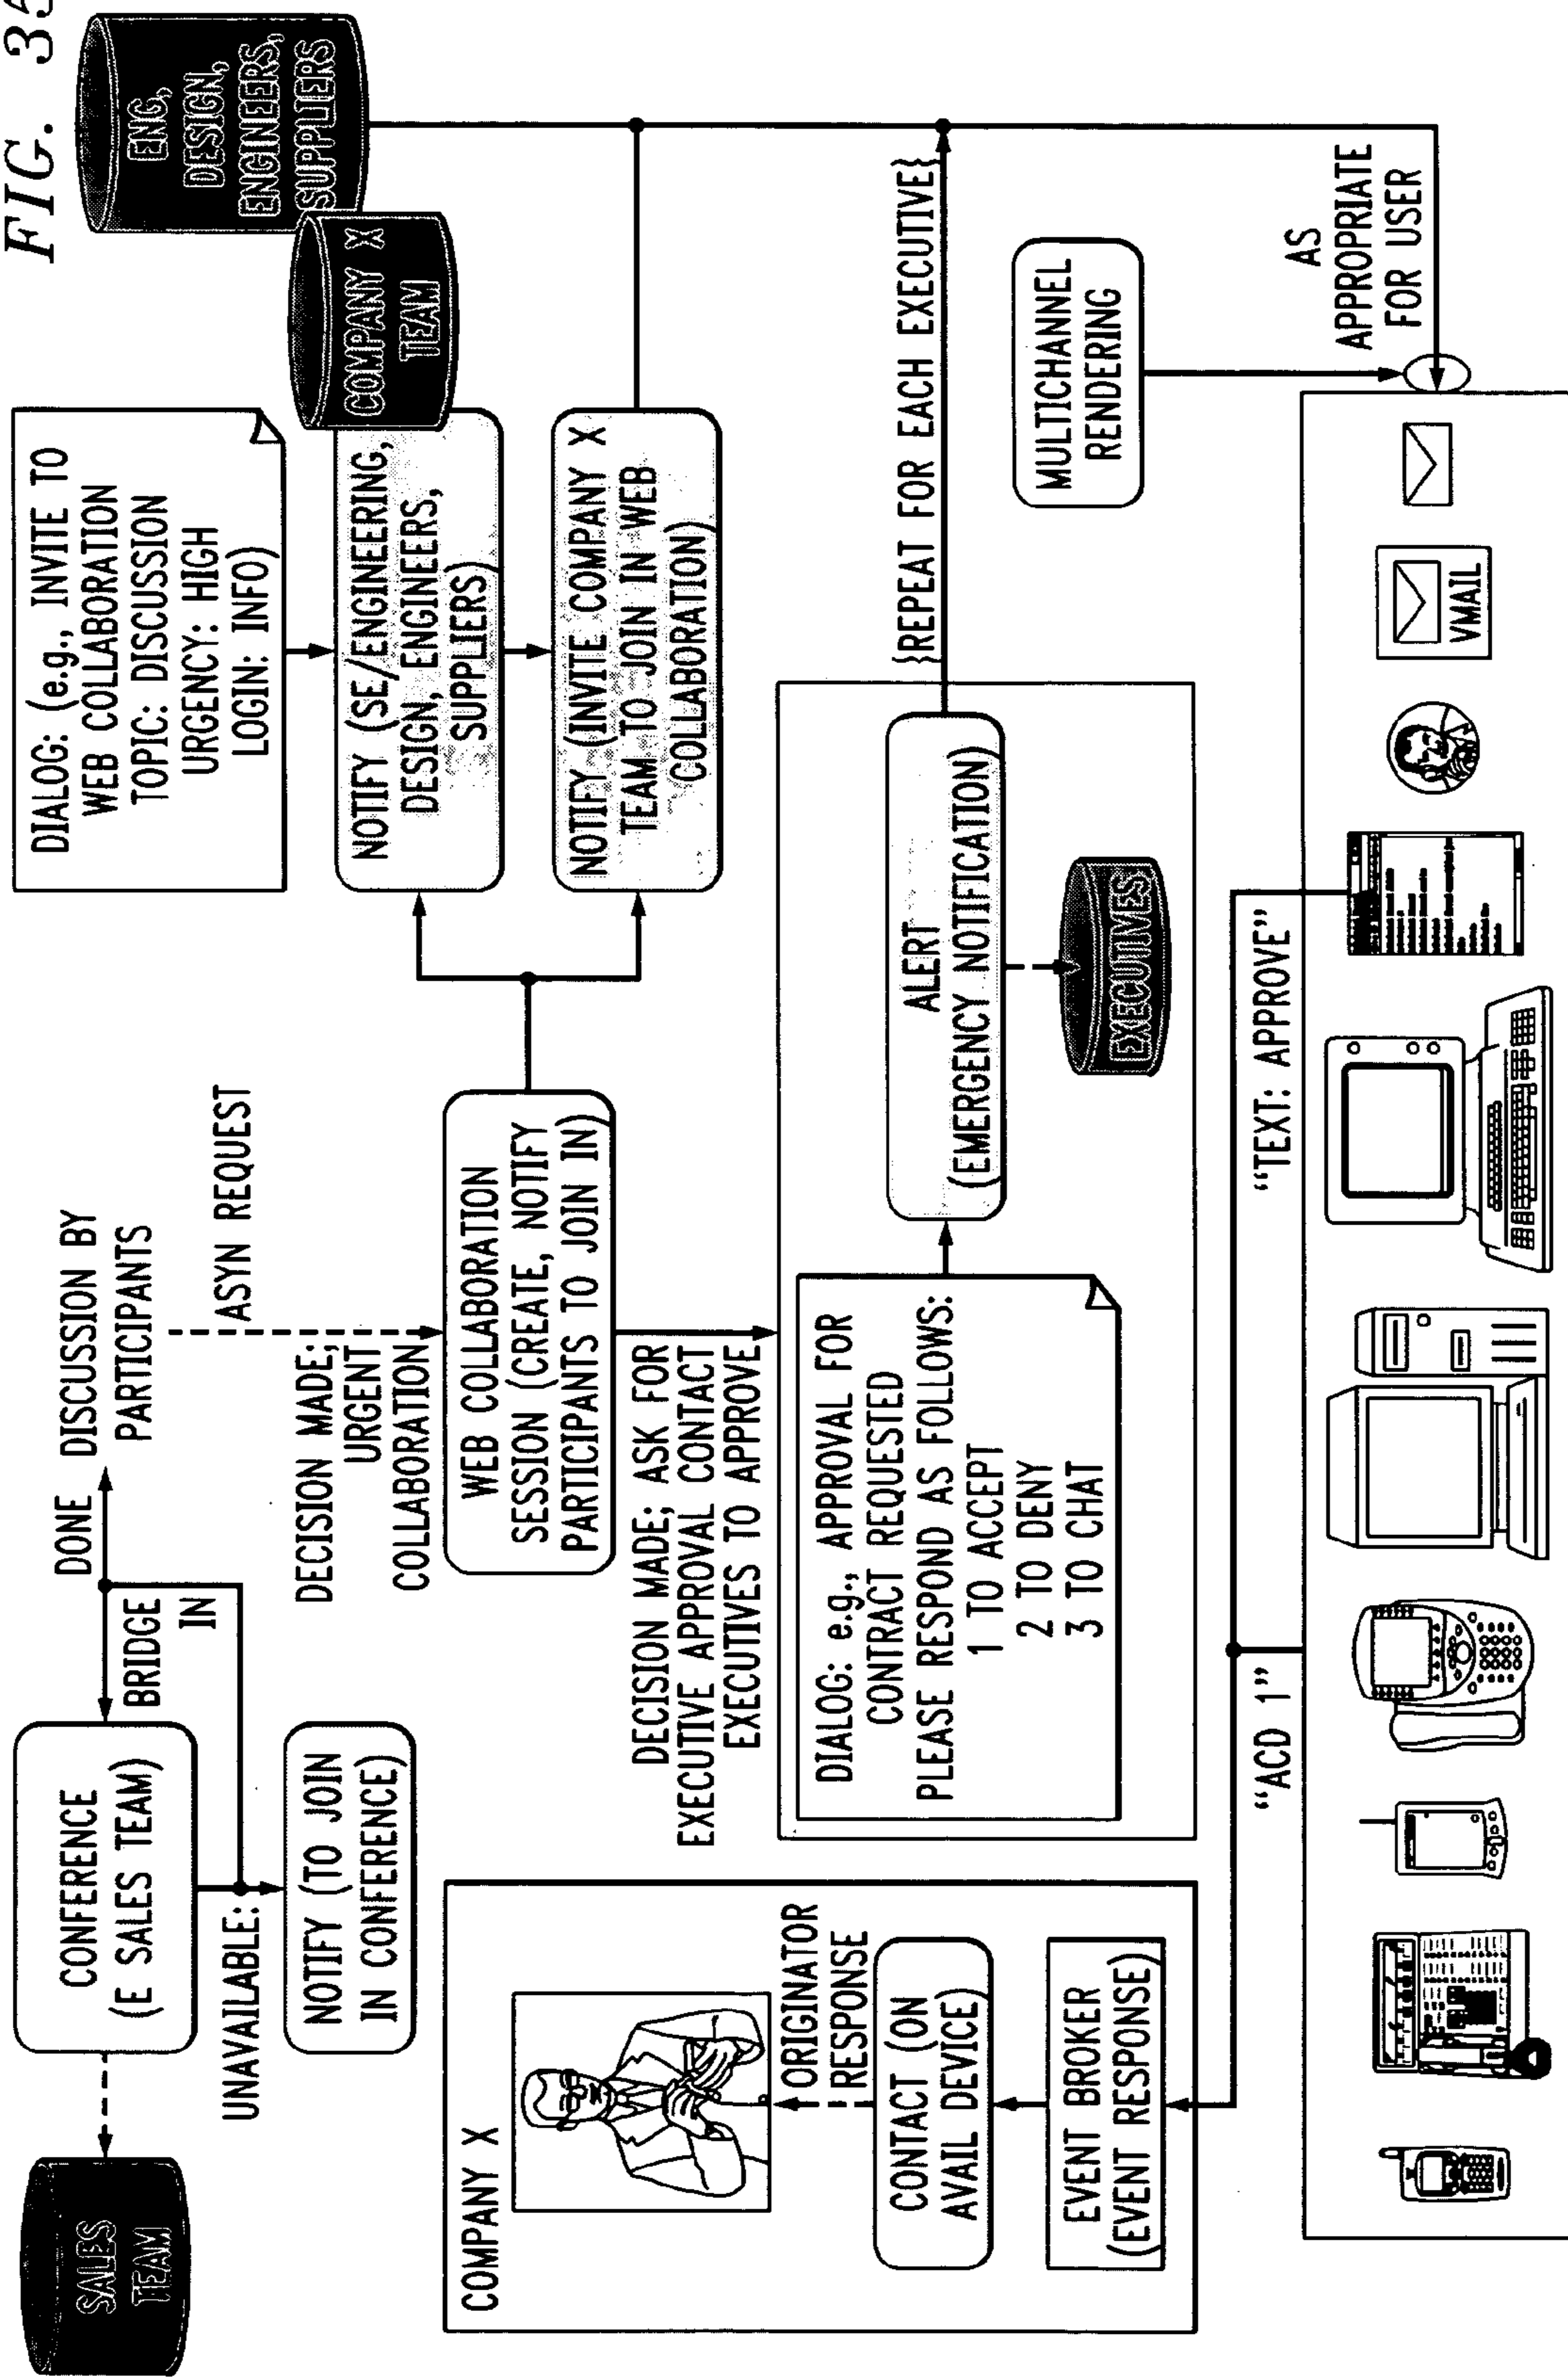 FIG. 35
SALES
TEAM
CONFERENCE
(E SALES TEAM)
UNAVAILABLE:
NOTIFY (TO JOIN
IN CONFERENCE)
BRIDGE
IN
DONE
DISCUSSION BY
PARTICIPANTS
ASYN REQUEST
DECISION MADE;
URGENT
COLLABORATION
WEB COLLABORATION
SESSION (CREATE, NOTIFY
PARTICIPANTS TO JOIN IN)
DIALOG: (e.g., INVITE TO
WEB COLLABORATION
TOPIC: DISCUSSION
URGENCY: HIGH
LOGIN: INFO)
NOTIFY (SE/ENGINEERING,
DESIGN, ENGINEERS,
SUPPLIERS)
NOTIFY (INVITE COMPANY X
TEAM TO JOIN IN WEB
COLLABORATION)
ENG,
DESIGN,
ENGINEERS,
SUPPLIERS
COMPANY X
TEAM
DECISION MADE; ASK FOR
EXECUTIVE APPROVAL CONTACT
EXECUTIVES TO APPROVE
DIALOG: e.g., APPROVAL FOR
CONTRACT REQUESTED
PLEASE RESPOND AS FOLLOWS:
1 TO ACCEPT
2 TO DENY
3 TO CHAT
ALERT
(EMERGENCY NOTIFICATION)
EXECUTIVES
{REPEAT FOR EACH EXECUTIVE}
MULTICHANNEL
RENDERING
AS
APPROPRIATE
FOR USER
COMPANY X
ORIGINATOR
RESPONSE
CONTACT (ON
AVAIL DEVICE)
EVENT BROKER
(EVENT RESPONSE)
"ACD 1"
"TEXT: APPROVE"
VMAIL